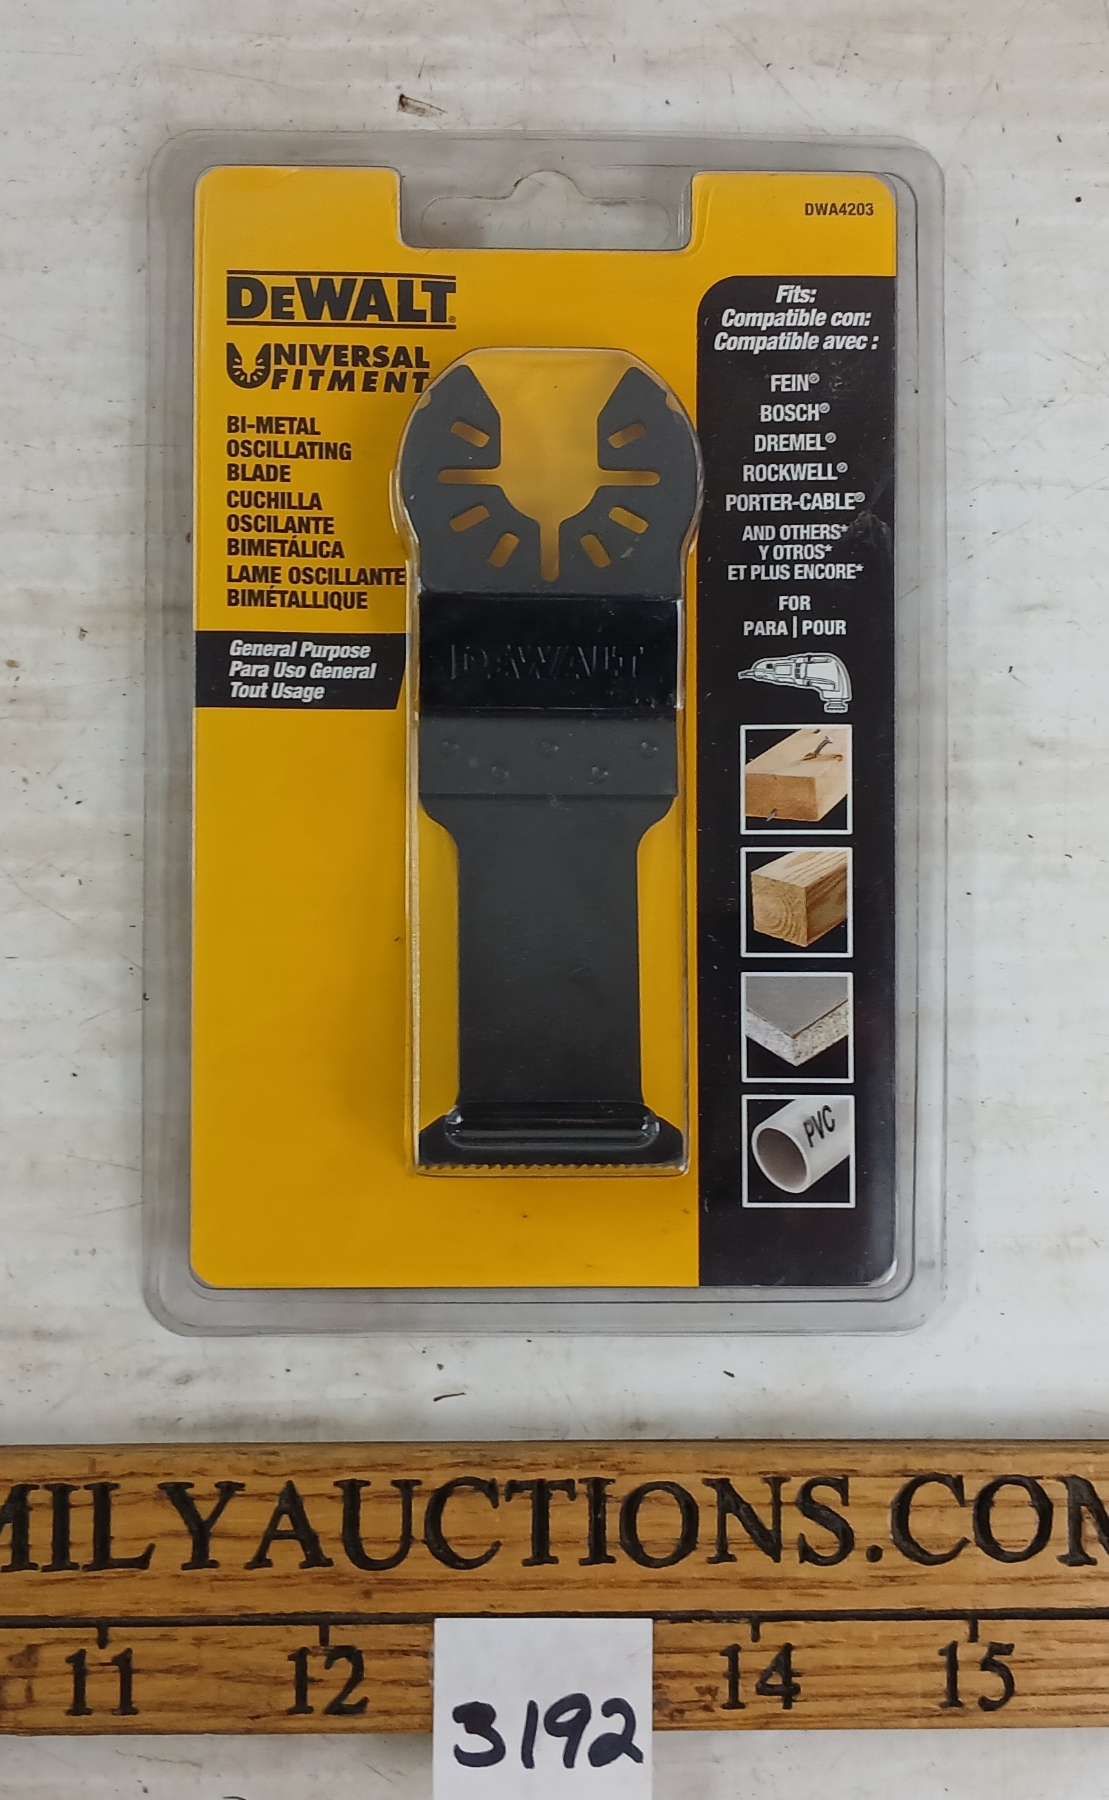 DWA4203
DEWALT®
UNIVERSAL
FITMENT
BI-METAL
OSCILLATING
BLADE
CUCHILLA
OSCILANTE
BIMETÁLICA
LAME OSCILLANTE
BIMÉTALLIQUE
General Purpose
Para Uso General
Tout Usage
DEWALT
Fits:
Compatible con:
Compatible avec :
FEIN®
BOSCH®
DREMEL®
ROCKWELL®
PORTER-CABLE®
AND OTHERS*
Y OTROS*
ET PLUS ENCORE*
FOR
PARA | POUR
PVC
MILYAUCTIONS.COM
11 12 14 15
3192